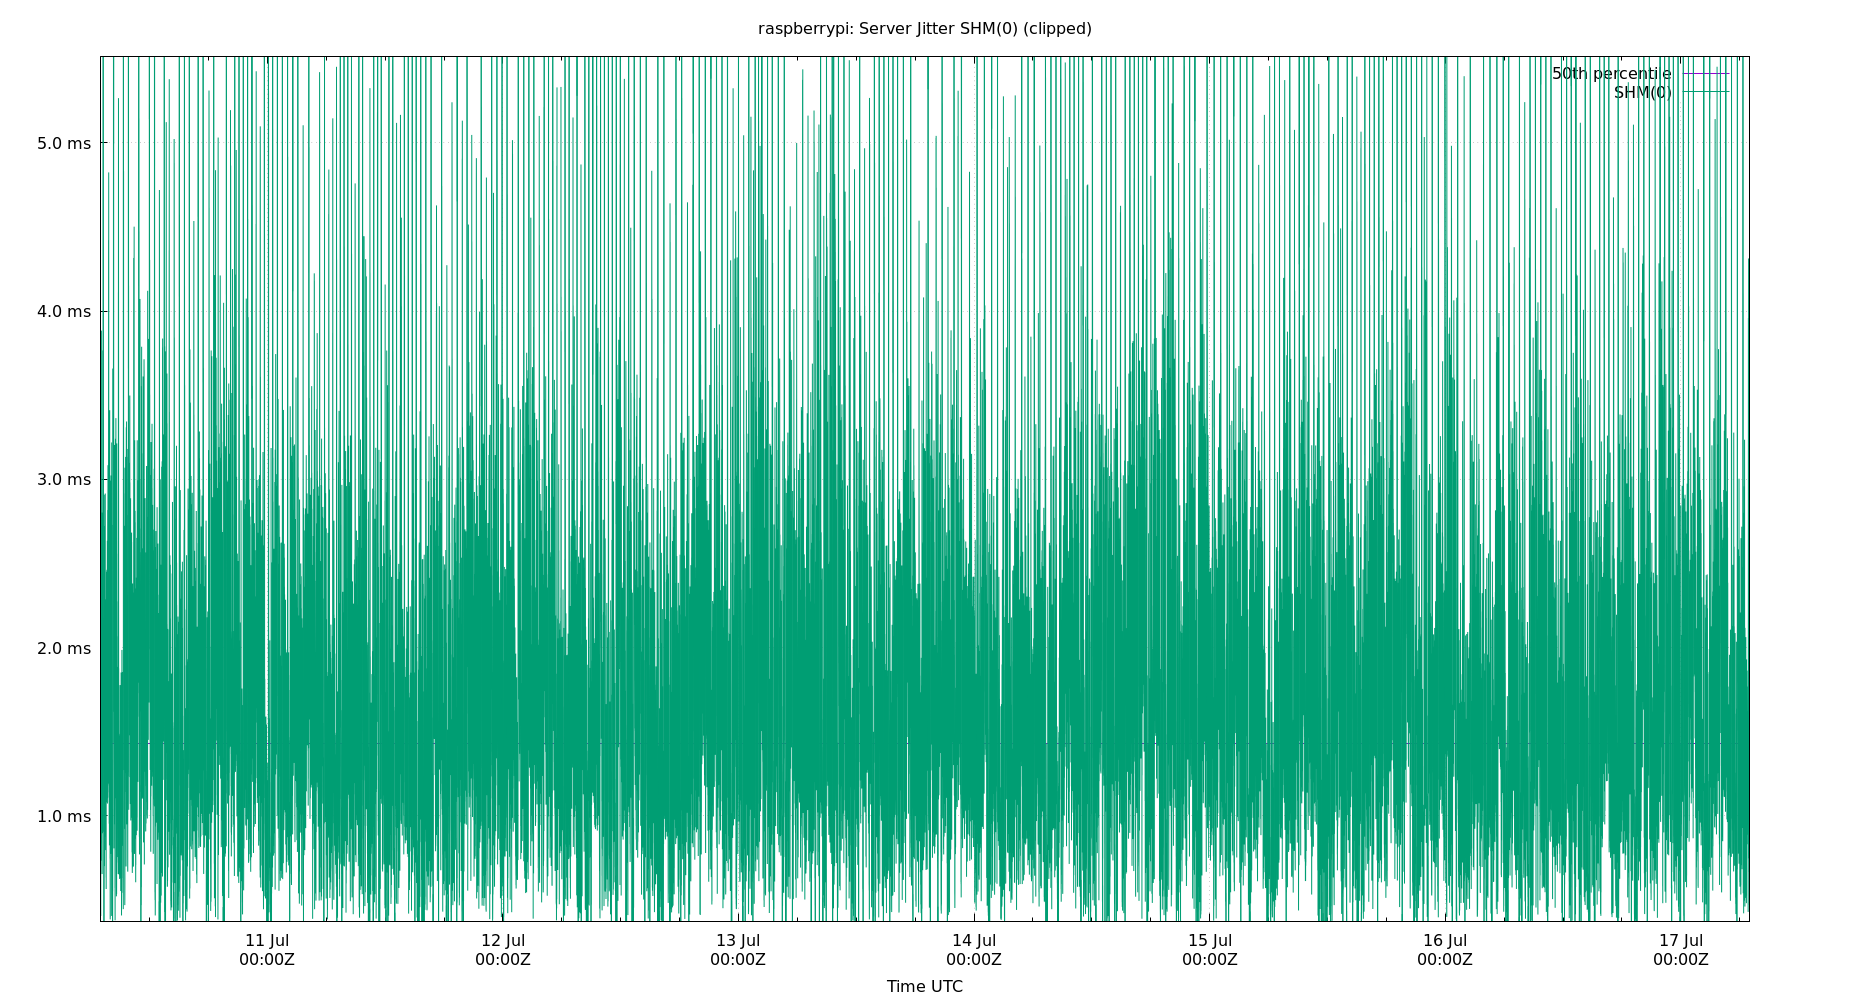 raspberrypi: Server Jitter SHM(0) (clipped)
50th percentile
SHM(0)
5.0 ms
4.0 ms
3.0 ms
2.0 ms
1.0 ms
11 Jul 12 Jul 13 Jul 14 Jul 15 Jul 16 Jul 17 Jul
00:00Z 00:00Z 00:00Z 00:00Z 00:00Z 00:00Z 00:00Z
Time UTC